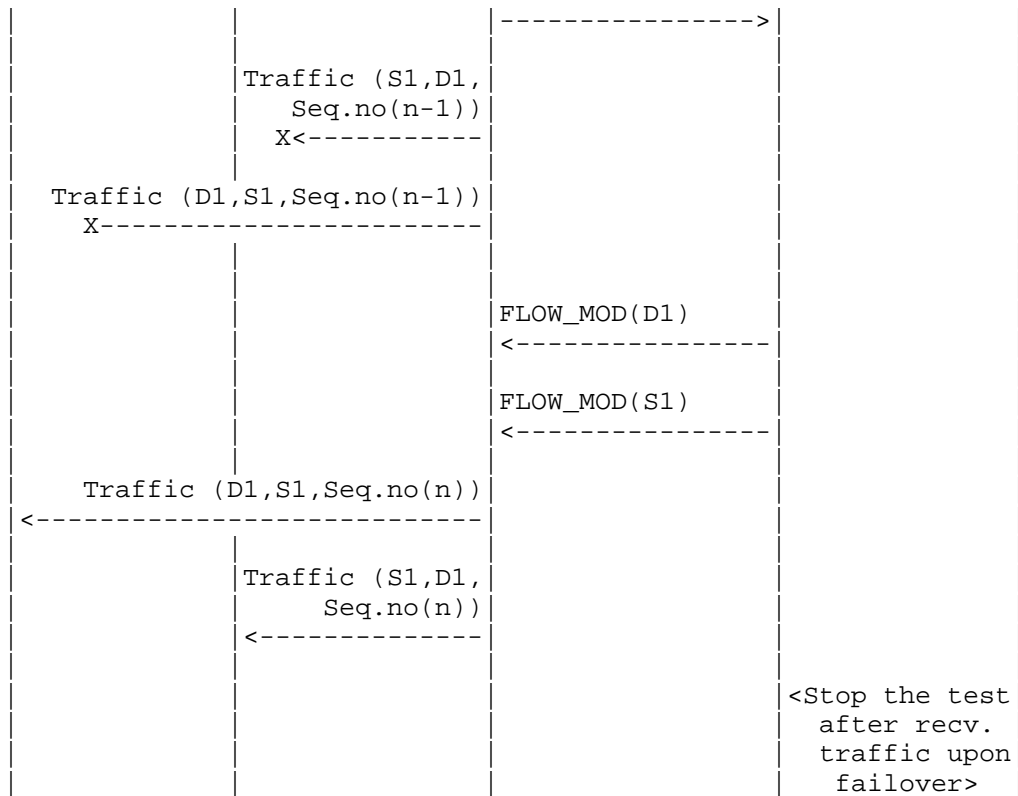 Traffic (S1,D1,
Seq.no(n-1))
X<-----------
Traffic (D1,S1,Seq.no(n-1))
X------------------------
FLOW_MOD(D1)
<-----------------
FLOW_MOD(S1)
<-----------------
Traffic (D1,S1,Seq.no(n))
<----------------------------
Traffic (S1,D1,
Seq.no(n))
<--------------
<Stop the test
after recv.
traffic upon
failover>